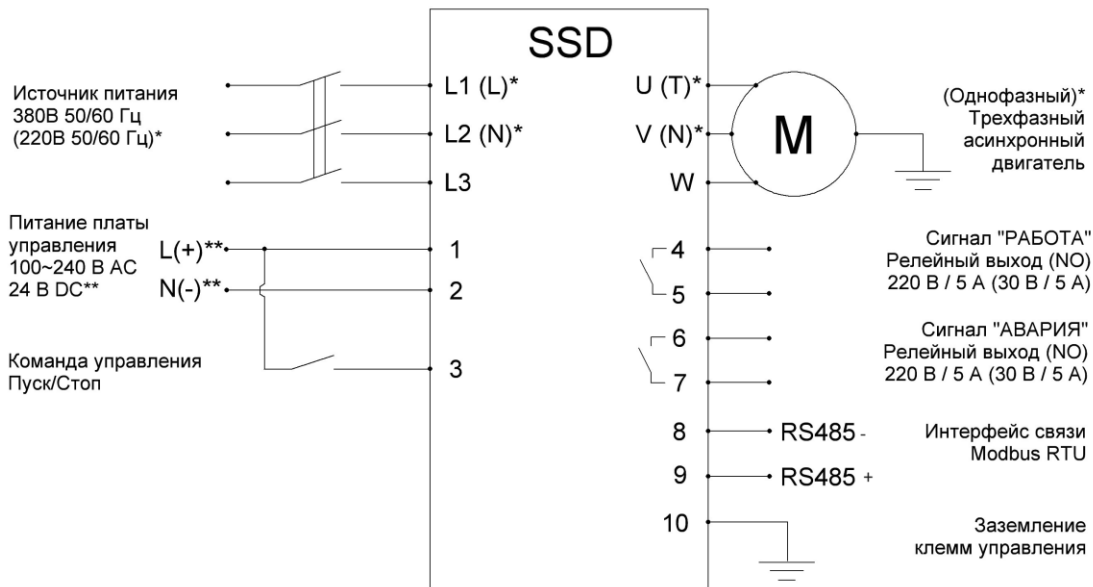 SSD
Источник питания
380В 50/60 Гц
(220В 50/60 Гц)*
L1 (L)*
L2 (N)*
L3
U (T)*
V (N)*
W
M
(Однофазный)*
Трехфазный
асинхронный
двигатель
Питание платы
управления
100~240 В AC
24 В DC**
L(+)**
N(-)**
1
2
Команда управления
Пуск/Стоп
3
4
5
Сигнал "РАБОТА"
Релейный выход (NO)
220 В / 5 А (30 В / 5 А)
6
7
Сигнал "АВАРИЯ"
Релейный выход (NO)
220 В / 5 А (30 В / 5 А)
8
RS485 -
9
RS485 +
Интерфейс связи
Modbus RTU
10
Заземление
клемм управления